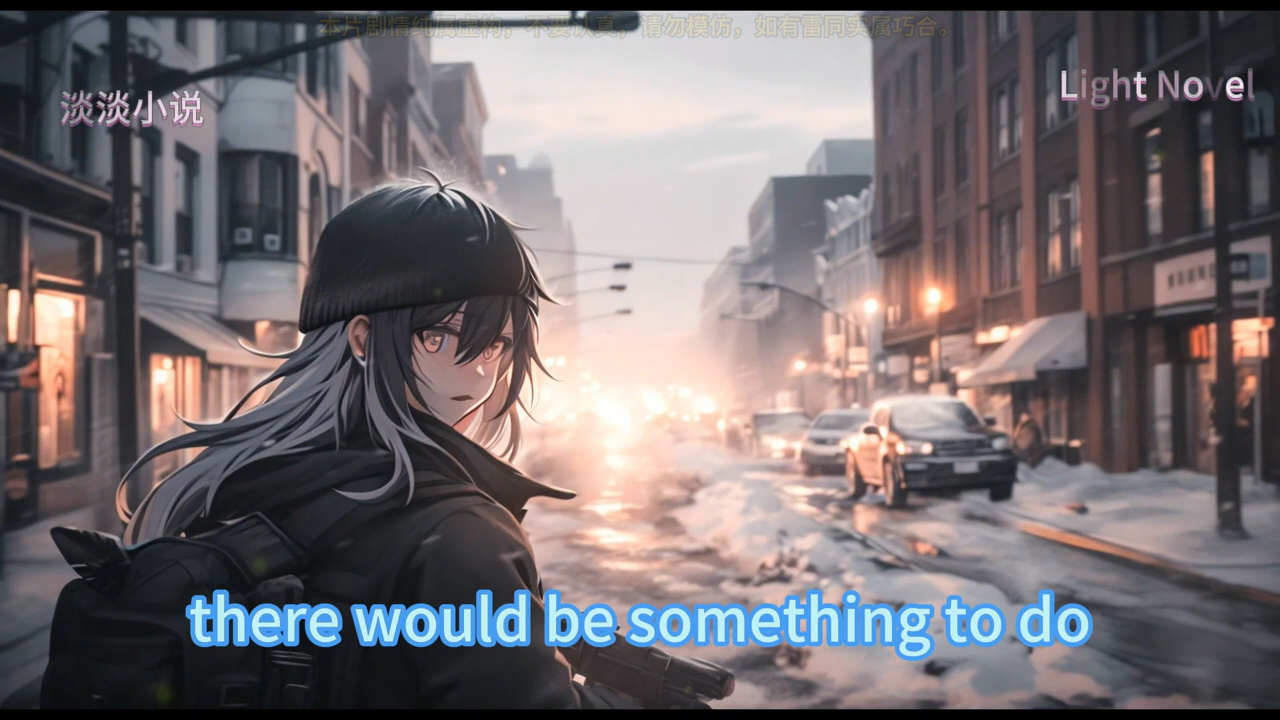 本片剧情纯属虚构，不要认真，请勿模仿，如有雷同实属巧合。
淡淡小说
Light Novel
there would be something to do